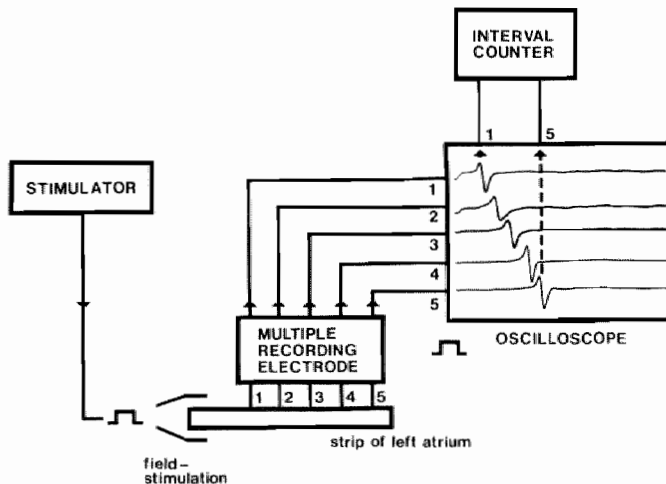 INTERVAL
COUNTER
1 5
STIMULATOR
1
2
3
4
5
MULTIPLE
RECORDING
ELECTRODE
OSCILLOSCOPE
1 2 3 4 5
strip of left atrium
field-
stimulation